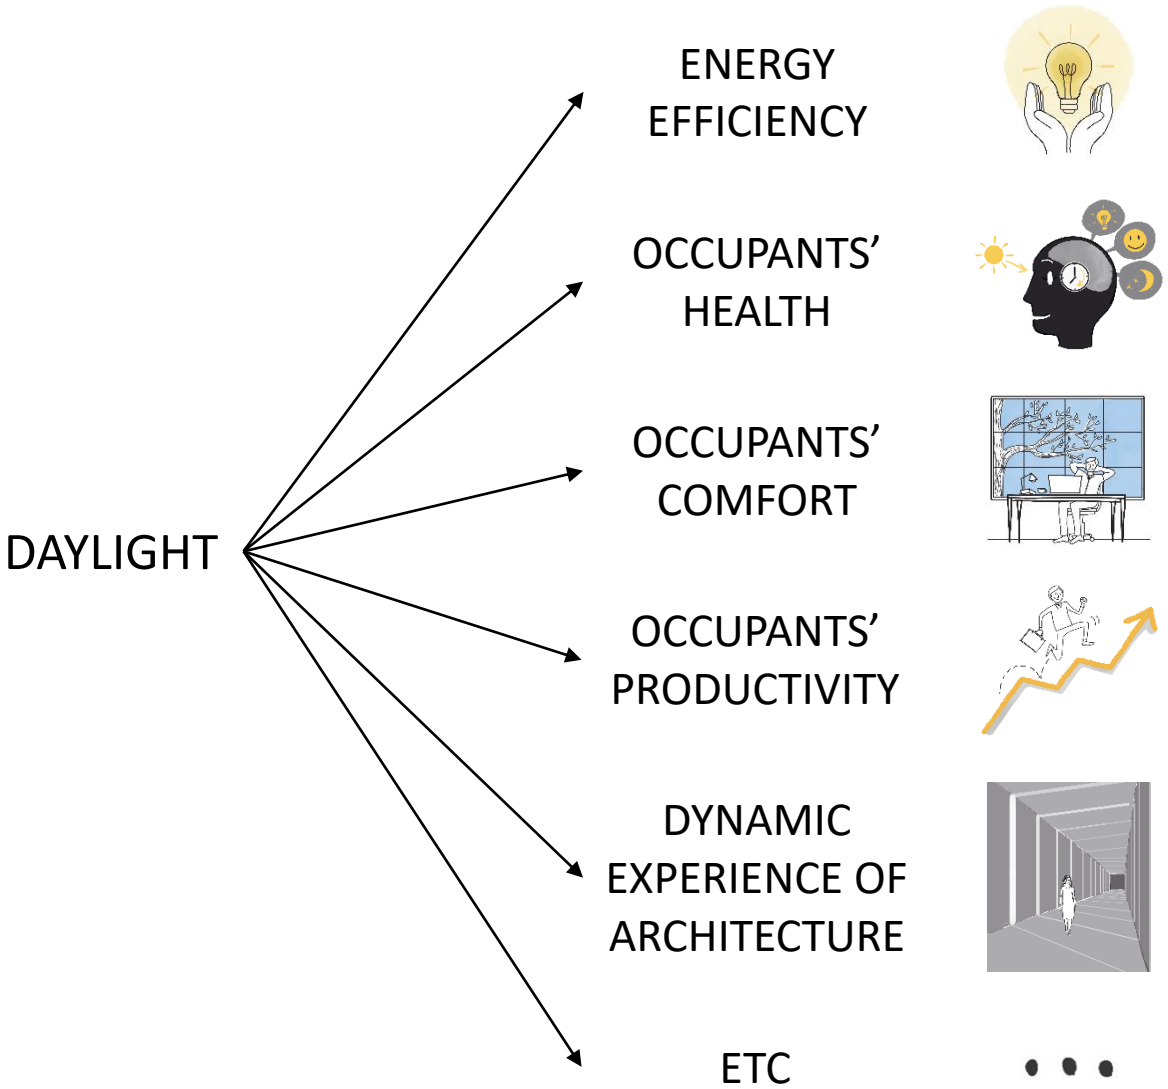 ENERGY
EFFICIENCY
OCCUPANTS’
HEALTH
OCCUPANTS’
COMFORT
DAYLIGHT
OCCUPANTS’
PRODUCTIVITY
DYNAMIC
EXPERIENCE OF
ARCHITECTURE
ETC